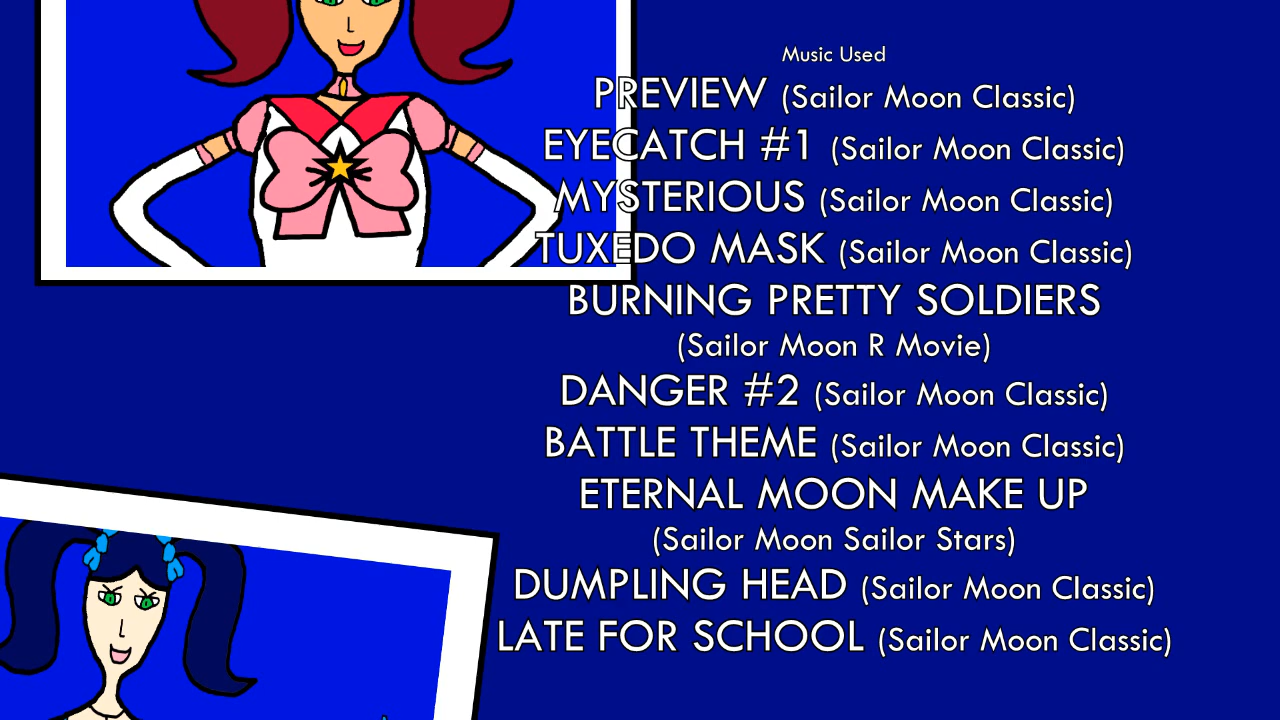 Music Used
PREVIEW (Sailor Moon Classic)
EYECATCH #1 (Sailor Moon Classic)
MYSTERIOUS (Sailor Moon Classic)
TUXEDO MASK (Sailor Moon Classic)
BURNING PRETTY SOLDIERS
(Sailor Moon R Movie)
DANGER #2 (Sailor Moon Classic)
BATTLE THEME (Sailor Moon Classic)
ETERNAL MOON MAKE UP
(Sailor Moon Sailor Stars)
DUMPLING HEAD (Sailor Moon Classic)
LATE FOR SCHOOL (Sailor Moon Classic)